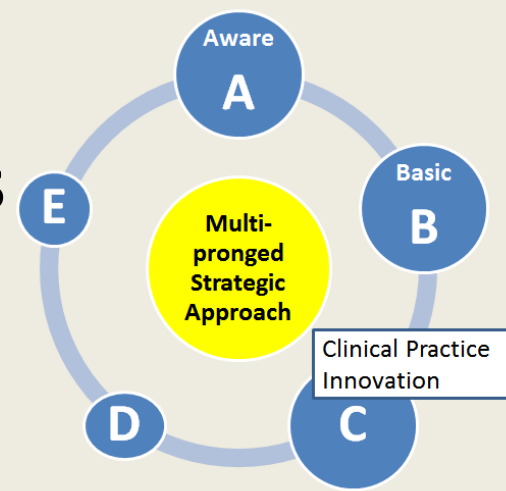 Aware
A
Basic
B
E
Multi-
pronged
Strategic
Approach
Clinical Practice
Innovation
C
D